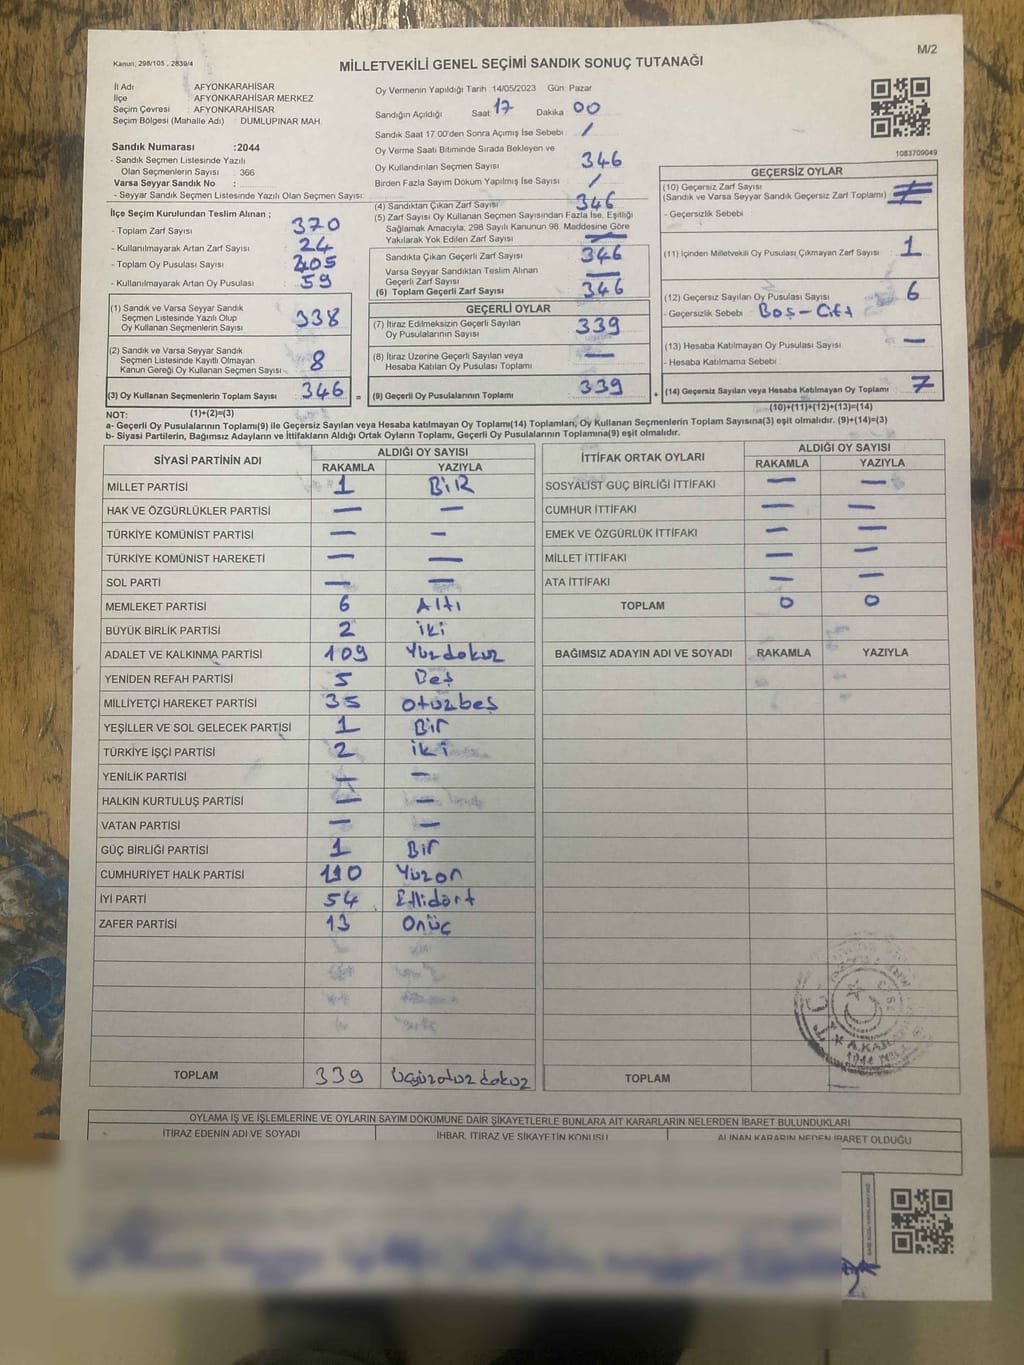 M/2
Kanun; 298/105 , 2839/4
MİLLETVEKİLİ GENEL SEÇİMİ SANDIK SONUÇ TUTANAĞI
İl Adı : AFYONKARAHİSAR
İlçe : AFYONKARAHİSAR MERKEZ
Seçim Çevresi : AFYONKARAHİSAR
Seçim Bölgesi (Mahalle Adı) : DUMLUPINAR MAH.
Sandık Numarası :2044
- Sandık Seçmen Listesinde Yazılı
Olan Seçmenlerin Sayısı : 366
Varsa Seyyar Sandık No :
- Seyyar Sandık Seçmen Listesinde Yazılı Olan Seçmen Sayısı:
Oy Vermenin Yapıldığı Tarih 14/05/2023 Gün: Pazar
Sandığın Açıldığı Saat 17 Dakika 00
Sandık Saat 17.00'den Sonra Açımış İse Sebebi : /
Oy Verme Saati Bitiminde Sırada Bekleyen ve
Oy Kullandırılan Seçmen Sayısı : 346
Birden Fazla Sayım Döküm Yapılmış İse Sayısı : /
1083709049
İlçe Seçim Kurulundan Teslim Alınan ;
- Toplam Zarf Sayısı : 370
- Kullanılmayarak Artan Zarf Sayısı : 24
- Toplam Oy Pusulası Sayısı : 405
- Kullanılmayarak Artan Oy Pusulası : 59
(1) Sandık ve Varsa Seyyar Sandık
Seçmen Listesinde Yazılı Olup
Oy Kullanan Seçmenlerin Sayısı : 338
(2) Sandık ve Varsa Seyyar Sandık
Seçmen Listesinde Kayıtlı Olmayan
Kanun Gereği Oy Kullanan Seçmen Sayısı : 8
(3) Oy Kullanan Seçmenlerin Toplam Sayısı : 346 =
(4) Sandıktan Çıkan Zarf Sayısı : 346
(5) Zarf Sayısı Oy Kullanan Seçmen Sayısından Fazla İse, Eşitliği
Sağlamak Amacıyla; 298 Sayılı Kanunun 98. Maddesine Göre
Yakılarak Yok Edilen Zarf Sayısı : —
Sandıkta Çıkan Geçerli Zarf Sayısı : 346
Varsa Seyyar Sandıktan Teslim Alınan
Geçerli Zarf Sayısı : —
(6) Toplam Geçerli Zarf Sayısı : 346
GEÇERLİ OYLAR
(7) İtiraz Edilmeksizin Geçerli Sayılan
Oy Pusulalarının Sayısı : 339
(8) İtiraz Üzerine Geçerli Sayılan veya
Hesaba Katılan Oy Pusulası Toplamı : —
(9) Geçerli Oy Pusulalarının Toplamı : 339 +
GEÇERSİZ OYLAR
(10) Geçersiz Zarf Sayısı
(Sandık ve Varsa Seyyar Sandık Geçersiz Zarf Toplamı)
- Geçersizlik Sebebi
(11) İçinden Milletvekili Oy Pusulası Çıkmayan Zarf Sayısı : 1
(12) Geçersiz Sayılan Oy Pusulası Sayısı : 6
- Geçersizlik Sebebi : Boş - Çift
(13) Hesaba Katılmayan Oy Pusulası Sayısı : —
- Hesaba Katılmama Sebebi :
(14) Geçersiz Sayılan veya Hesaba Katılmayan Oy Toplamı : 7
(10)+(11)+(12)+(13)=(14)
NOT: (1)+(2)=(3)
a- Geçerli Oy Pusulalarının Toplamı(9) ile Geçersiz veya Hesaba katılmayan Oy Toplamı(14) Toplamları, Oy Kullanan Seçmenlerin Toplam Sayısına(3) eşit olmalıdır. (9)+(14)=(3)
b- Siyasi Partilerin, Bağımsız Adayların ve İttifakların Aldığı Ortak Oyların Toplamı, Geçerli Oy Pusulalarının Toplamına(9) eşit olmalıdır.
SİYASİ PARTİNİN ADI ALDIĞI OY SAYISI
RAKAMLA YAZIYLA
MİLLET PARTİSİ 1 BİR
HAK VE ÖZGÜRLÜKLER PARTİSİ — —
TÜRKİYE KOMÜNİST PARTİSİ — —
TÜRKİYE KOMÜNİST HAREKETİ — —
SOL PARTİ — —
MEMLEKET PARTİSİ 6 Altı
BÜYÜK BİRLİK PARTİSİ 2 iki
ADALET VE KALKINMA PARTİSİ 109 Yüzdokuz
YENİDEN REFAH PARTİSİ 5 Beş
MİLLİYETÇİ HAREKET PARTİSİ 35 otuzbeş
YEŞİLLER VE SOL GELECEK PARTİSİ 1 Bir
TÜRKİYE İŞÇİ PARTİSİ 2 iki
YENİLİK PARTİSİ — —
HALKIN KURTULUŞ PARTİSİ — —
VATAN PARTİSİ — —
GÜÇ BİRLİĞİ PARTİSİ 1 Bir
CUMHURİYET HALK PARTİSİ 110 Yüzon
İYİ PARTİ 54 Ellidört
ZAFER PARTİSİ 13 Onüç
TOPLAM 339 üçyüzotuzdokuz
İTTİFAK ORTAK OYLARI ALDIĞI OY SAYISI
RAKAMLA YAZIYLA
SOSYALİST GÜÇ BİRLİĞİ İTTİFAKI — —
CUMHUR İTTİFAKI — —
EMEK VE ÖZGÜRLÜK İTTİFAKI — —
MİLLET İTTİFAKI — —
ATA İTTİFAKI — —
TOPLAM 0 0
BAĞIMSIZ ADAYIN ADI VE SOYADI RAKAMLA YAZIYLA
TOPLAM —
T.C.
OYLAMA İŞ VE İŞLEMLERİNE VE OYLARIN SAYIM DÖKÜMÜNE DAİR ŞİKAYETLERLE BUNLARA AİT KARARLARIN NELERDEN İBARET BULUNDUKLARI
İTİRAZ EDENİN ADI VE SOYADI İHBAR, İTİRAZ VE ŞİKAYETİN KONUSU ALINAN KARARIN NEDEN İBARET OLDUĞU